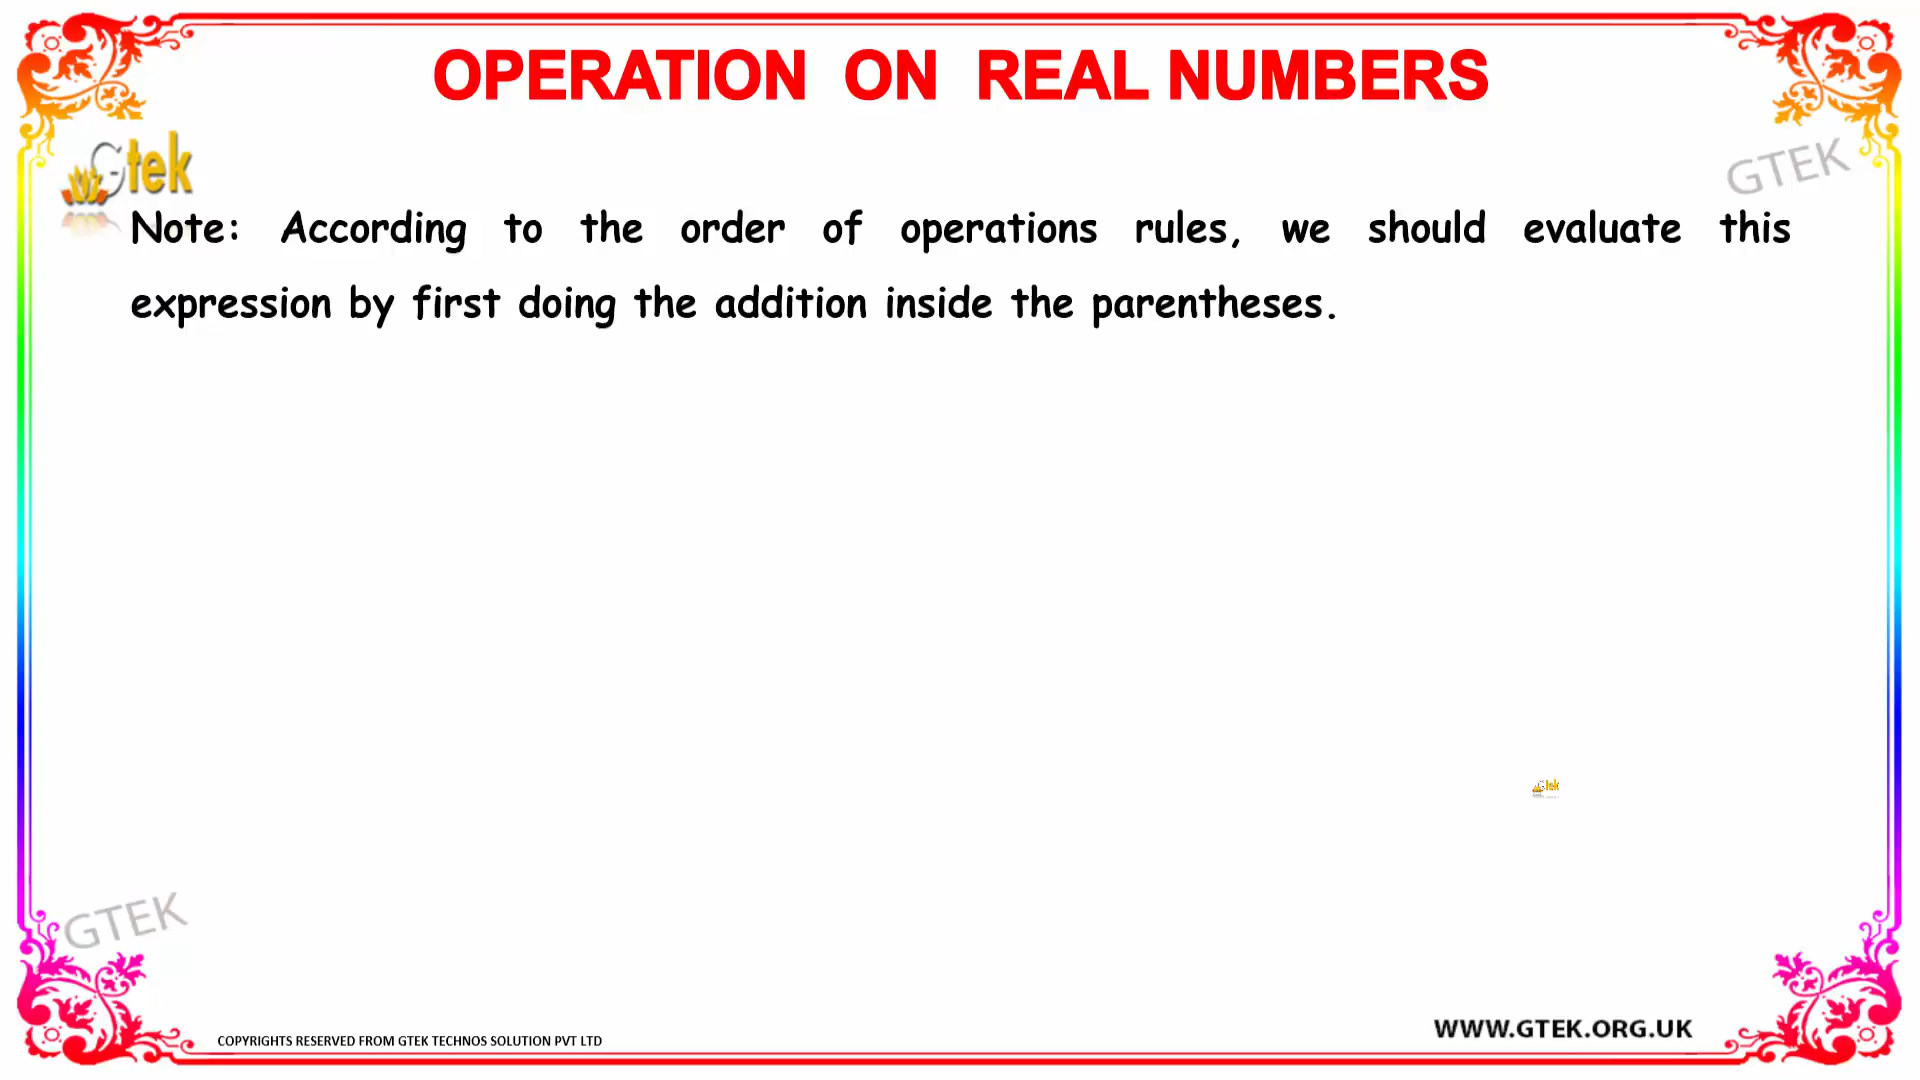 OPERATION ON REAL NUMBERS
Gtek
GTEK
Note: According to the order of operations rules, we should evaluate this
expression by first doing the addition inside the parentheses.
Gtek
GTEK
WWW.GTEK.ORG.UK
COPYRIGHTS RESERVED FROM GTEK TECHNOS SOLUTION PVT LTD